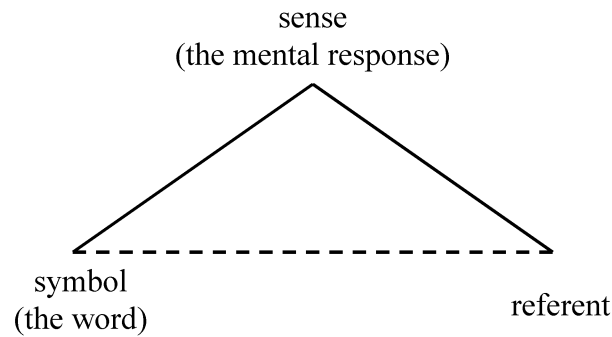 sense
(the mental response)
symbol
(the word)
referent